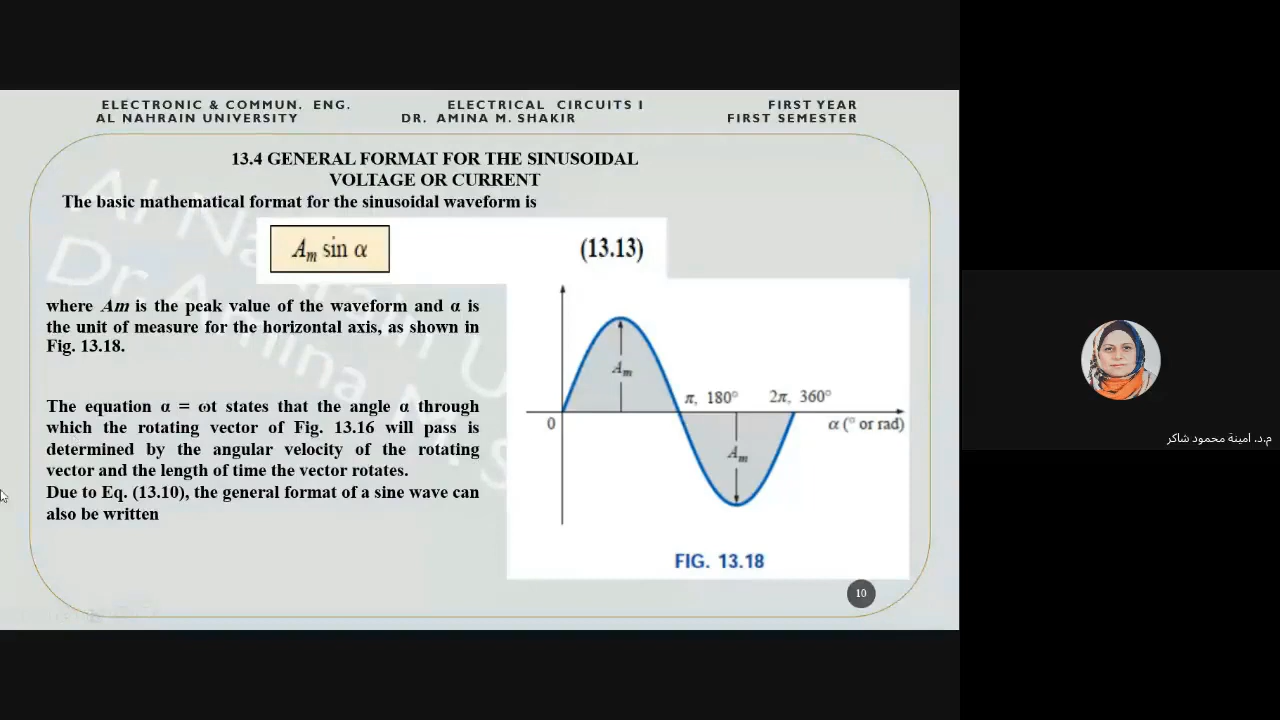 ELECTRONIC & COMMUN. ENG. ELECTRICAL CIRCUITS I FIRST YEAR
AL NAHRAIN UNIVERSITY DR. AMINA M. SHAKIR FIRST SEMESTER
13.4 GENERAL FORMAT FOR THE SINUSOIDAL
VOLTAGE OR CURRENT
The basic mathematical format for the sinusoidal waveform is
Am sin α (13.13)
where Am is the peak value of the waveform and α is
the unit of measure for the horizontal axis, as shown in
Fig. 13.18.
The equation α = ωt states that the angle α through
which the rotating vector of Fig. 13.16 will pass is
determined by the angular velocity of the rotating
vector and the length of time the vector rotates.
Due to Eq. (13.10), the general format of a sine wave can
also be written
Am
π, 180° 2π, 360°
0
α (° or rad)
Am
FIG. 13.18
10
م.د. امينة محمود شاكر